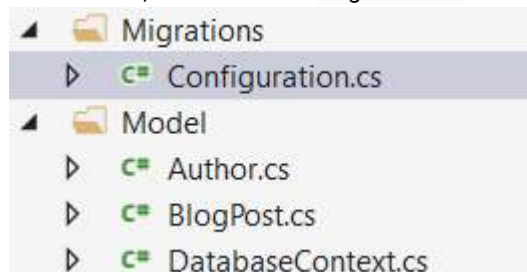 Migrations
C# Configuration.cs
Model
C# Author.cs
C# BlogPost.cs
C# DatabaseContext.cs